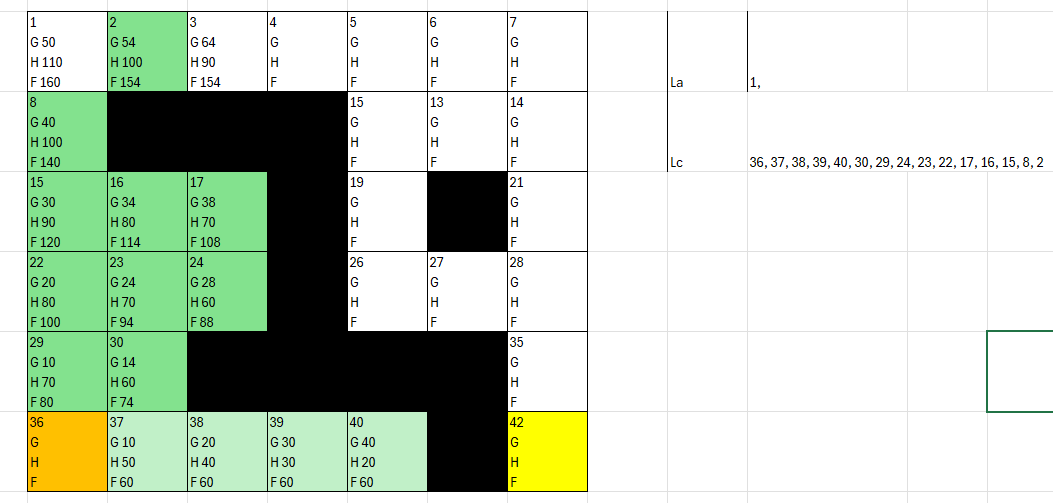 1 2 3 4 5 6 7
G 50 G 54 G 64 G G G G
H 110 H 100 H 90 H H H H
F 160 F 154 F 154 F F F F La 1,
8 15 13 14
G 40 G G G
H 100 H H H
F 140 F F F Lc 36, 37, 38, 39, 40, 30, 29, 24, 23, 22, 17, 16, 15, 8, 2
15 16 17 19 21
G 30 G 34 G 38 G G
H 90 H 80 H 70 H H
F 120 F 114 F 108 F F
22 23 24 26 27 28
G 20 G 24 G 28 G G G
H 80 H 70 H 60 H H H
F 100 F 94 F 88 F F F
29 30 35
G 10 G 14 G
H 70 H 60 H
F 80 F 74 F
36 37 38 39 40 42
G G 10 G 20 G 30 G 40 G
H H 50 H 40 H 30 H 20 H
F F 60 F 60 F 60 F 60 F